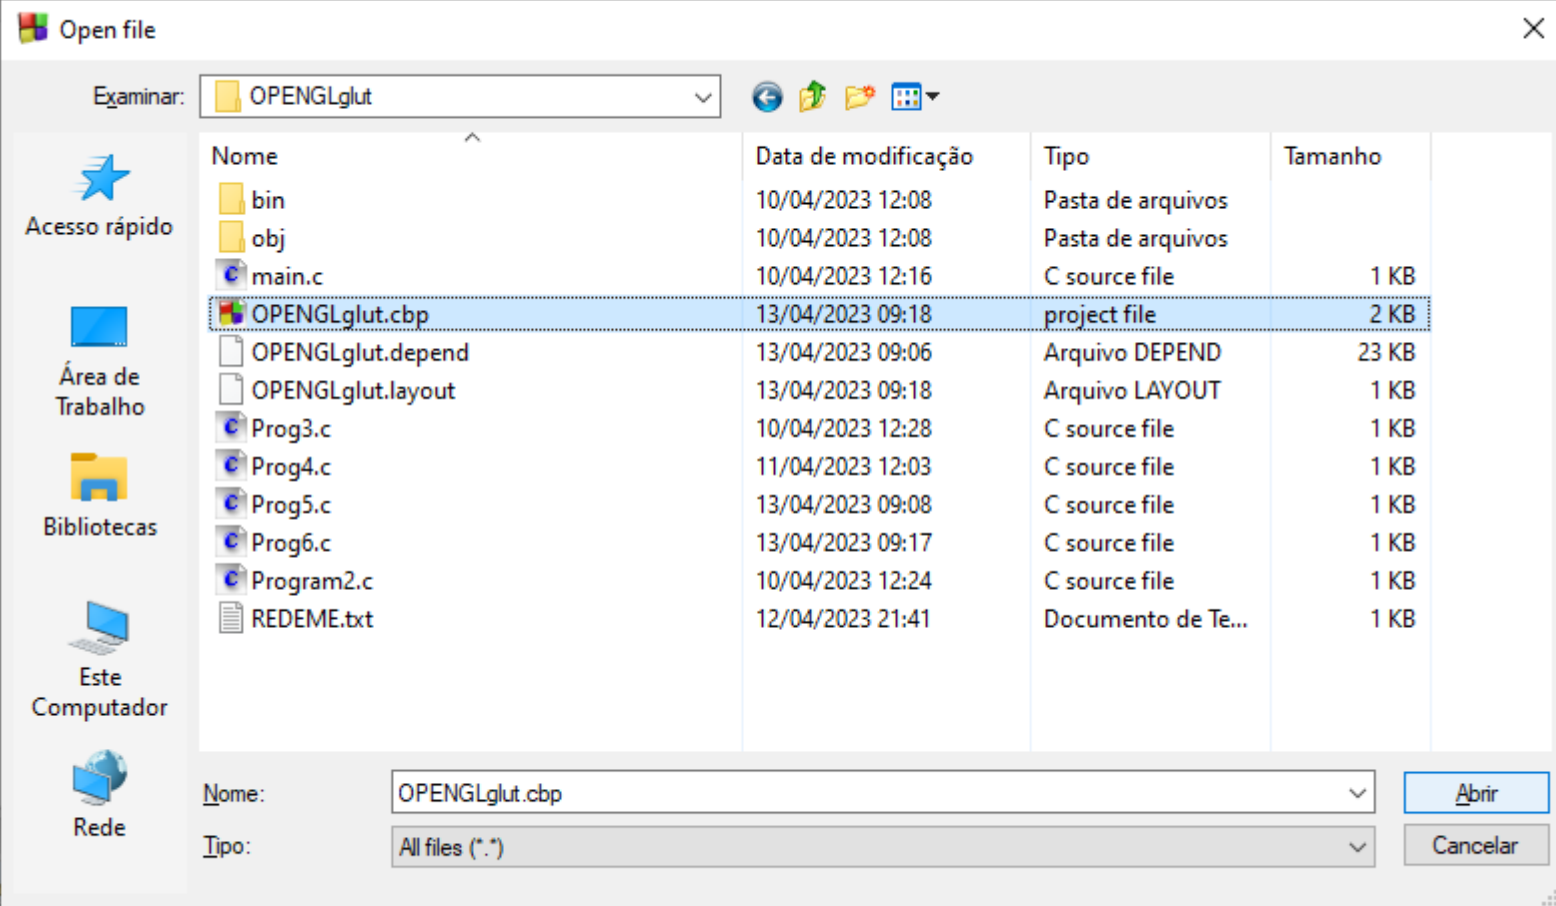 Open file
Examinar: OPENGLglut
Nome Data de modificação Tipo Tamanho
bin 10/04/2023 12:08 Pasta de arquivos
obj 10/04/2023 12:08 Pasta de arquivos
main.c 10/04/2023 12:16 C source file 1 KB
OPENGLglut.cbp 13/04/2023 09:18 project file 2 KB
OPENGLglut.depend 13/04/2023 09:06 Arquivo DEPEND 23 KB
OPENGLglut.layout 13/04/2023 09:18 Arquivo LAYOUT 1 KB
Prog3.c 10/04/2023 12:28 C source file 1 KB
Prog4.c 11/04/2023 12:03 C source file 1 KB
Prog5.c 13/04/2023 09:08 C source file 1 KB
Prog6.c 13/04/2023 09:17 C source file 1 KB
Program2.c 10/04/2023 12:24 C source file 1 KB
REDEME.txt 12/04/2023 21:41 Documento de Te... 1 KB
Acesso rápido
Área de
Trabalho
Bibliotecas
Este
Computador
Rede
Nome: OPENGLglut.cbp Abrir
Tipo: All files (*.*) Cancelar